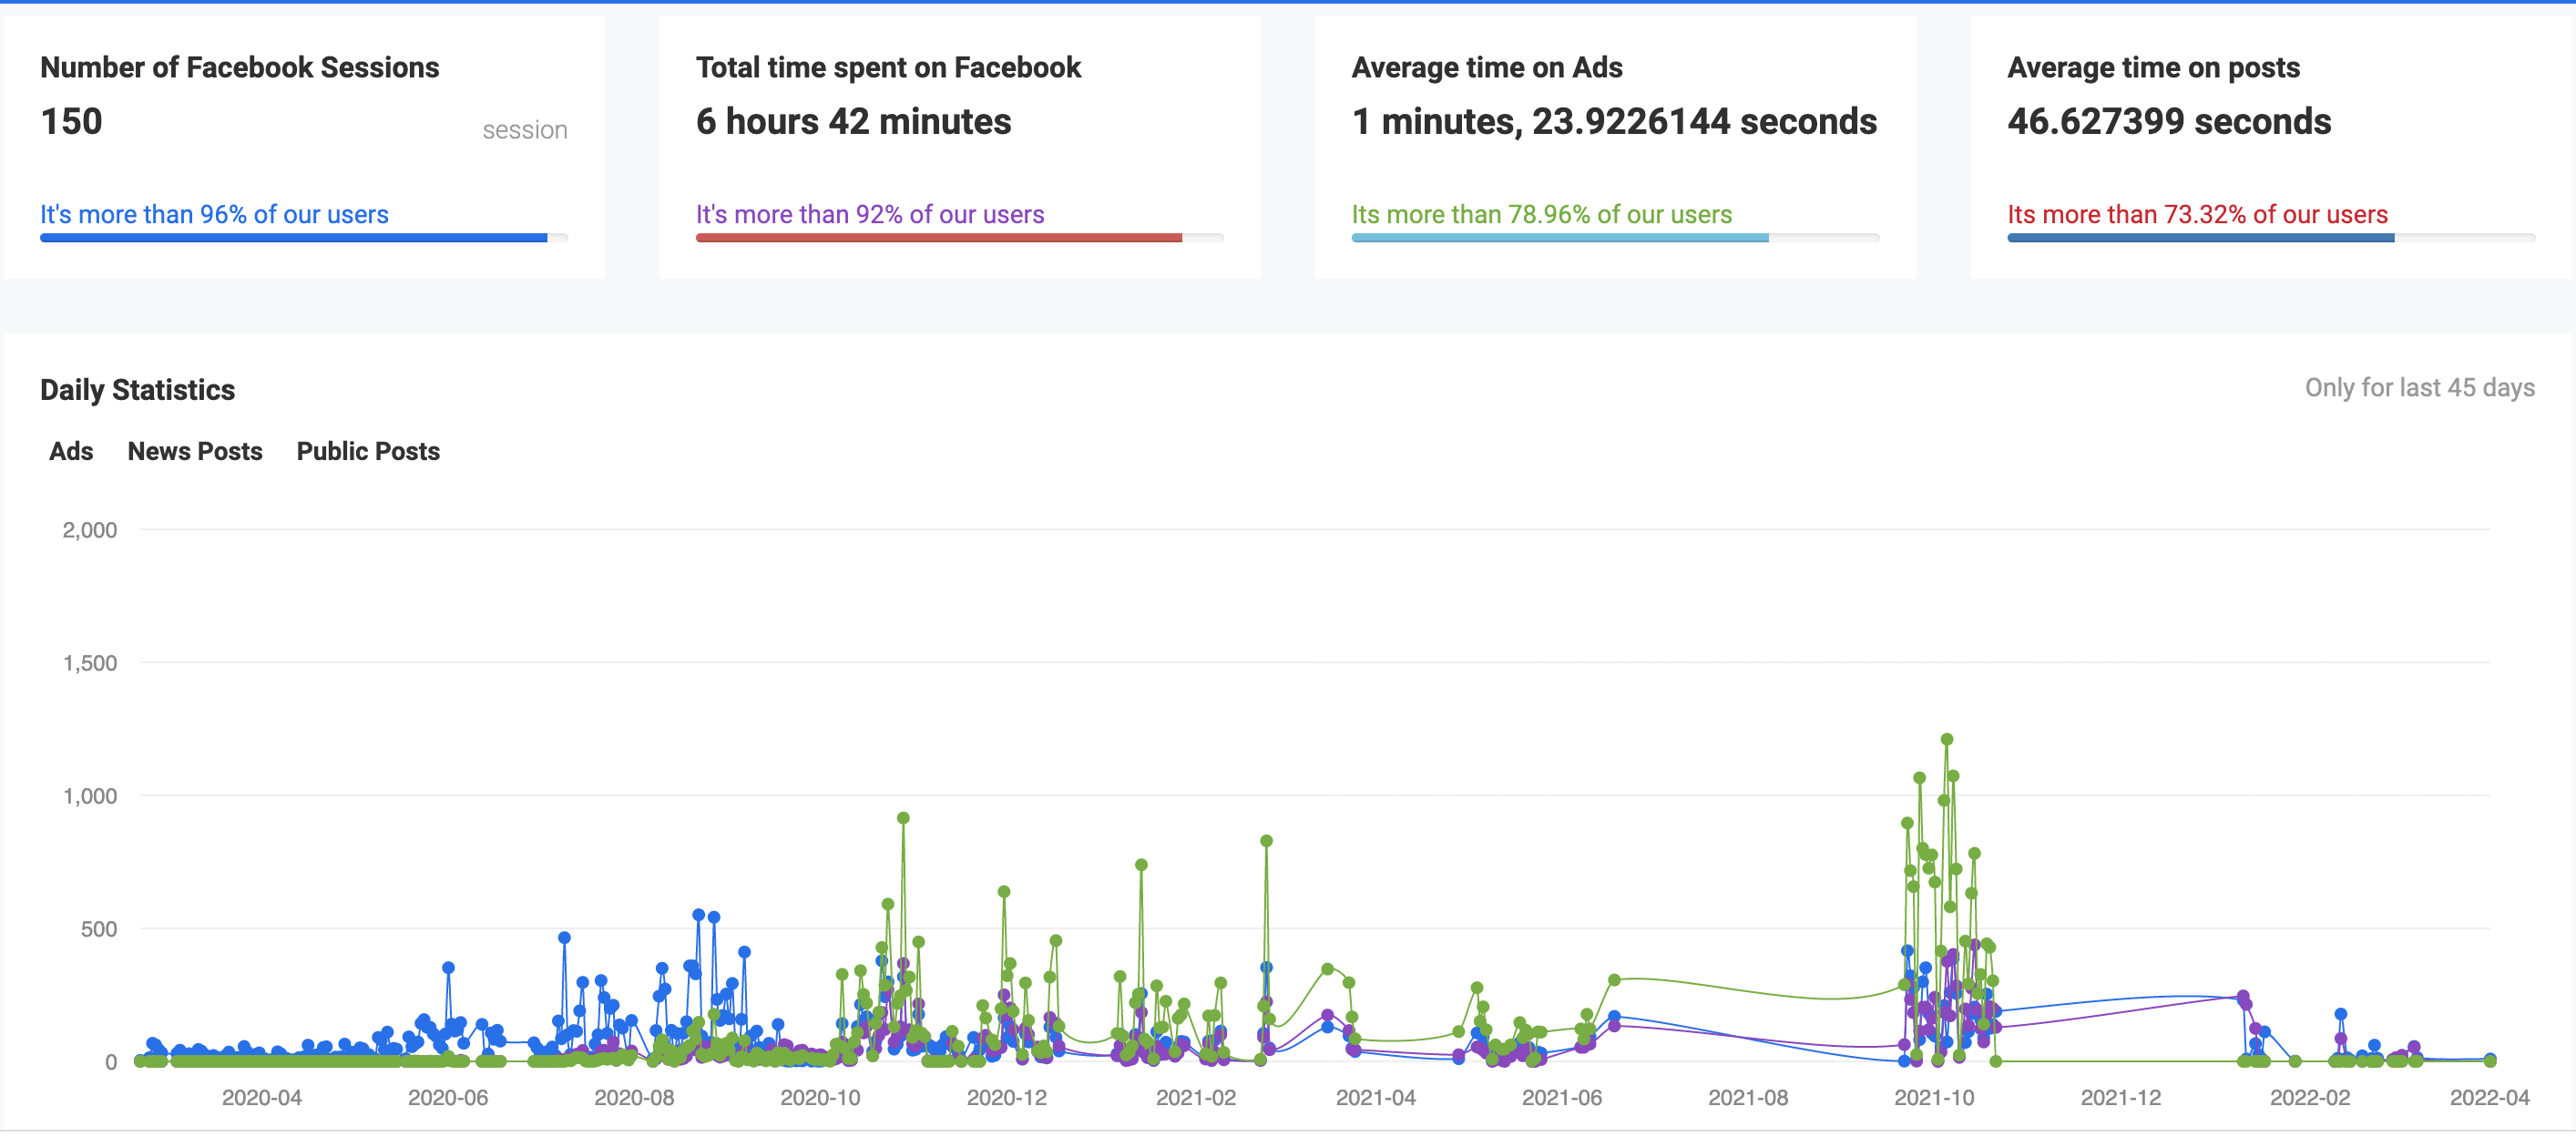 Number of Facebook Sessions
150 session
It's more than 96% of our users
Total time spent on Facebook
6 hours 42 minutes
It's more than 92% of our users
Average time on Ads
1 minutes, 23.9226144 seconds
Its more than 78.96% of our users
Average time on posts
46.627399 seconds
Its more than 73.32% of our users
Daily Statistics
Only for last 45 days
Ads News Posts Public Posts
2,000
1,500
1,000
500
0
2020-04 2020-06 2020-08 2020-10 2020-12 2021-02 2021-04 2021-06 2021-08 2021-10 2021-12 2022-02 2022-04